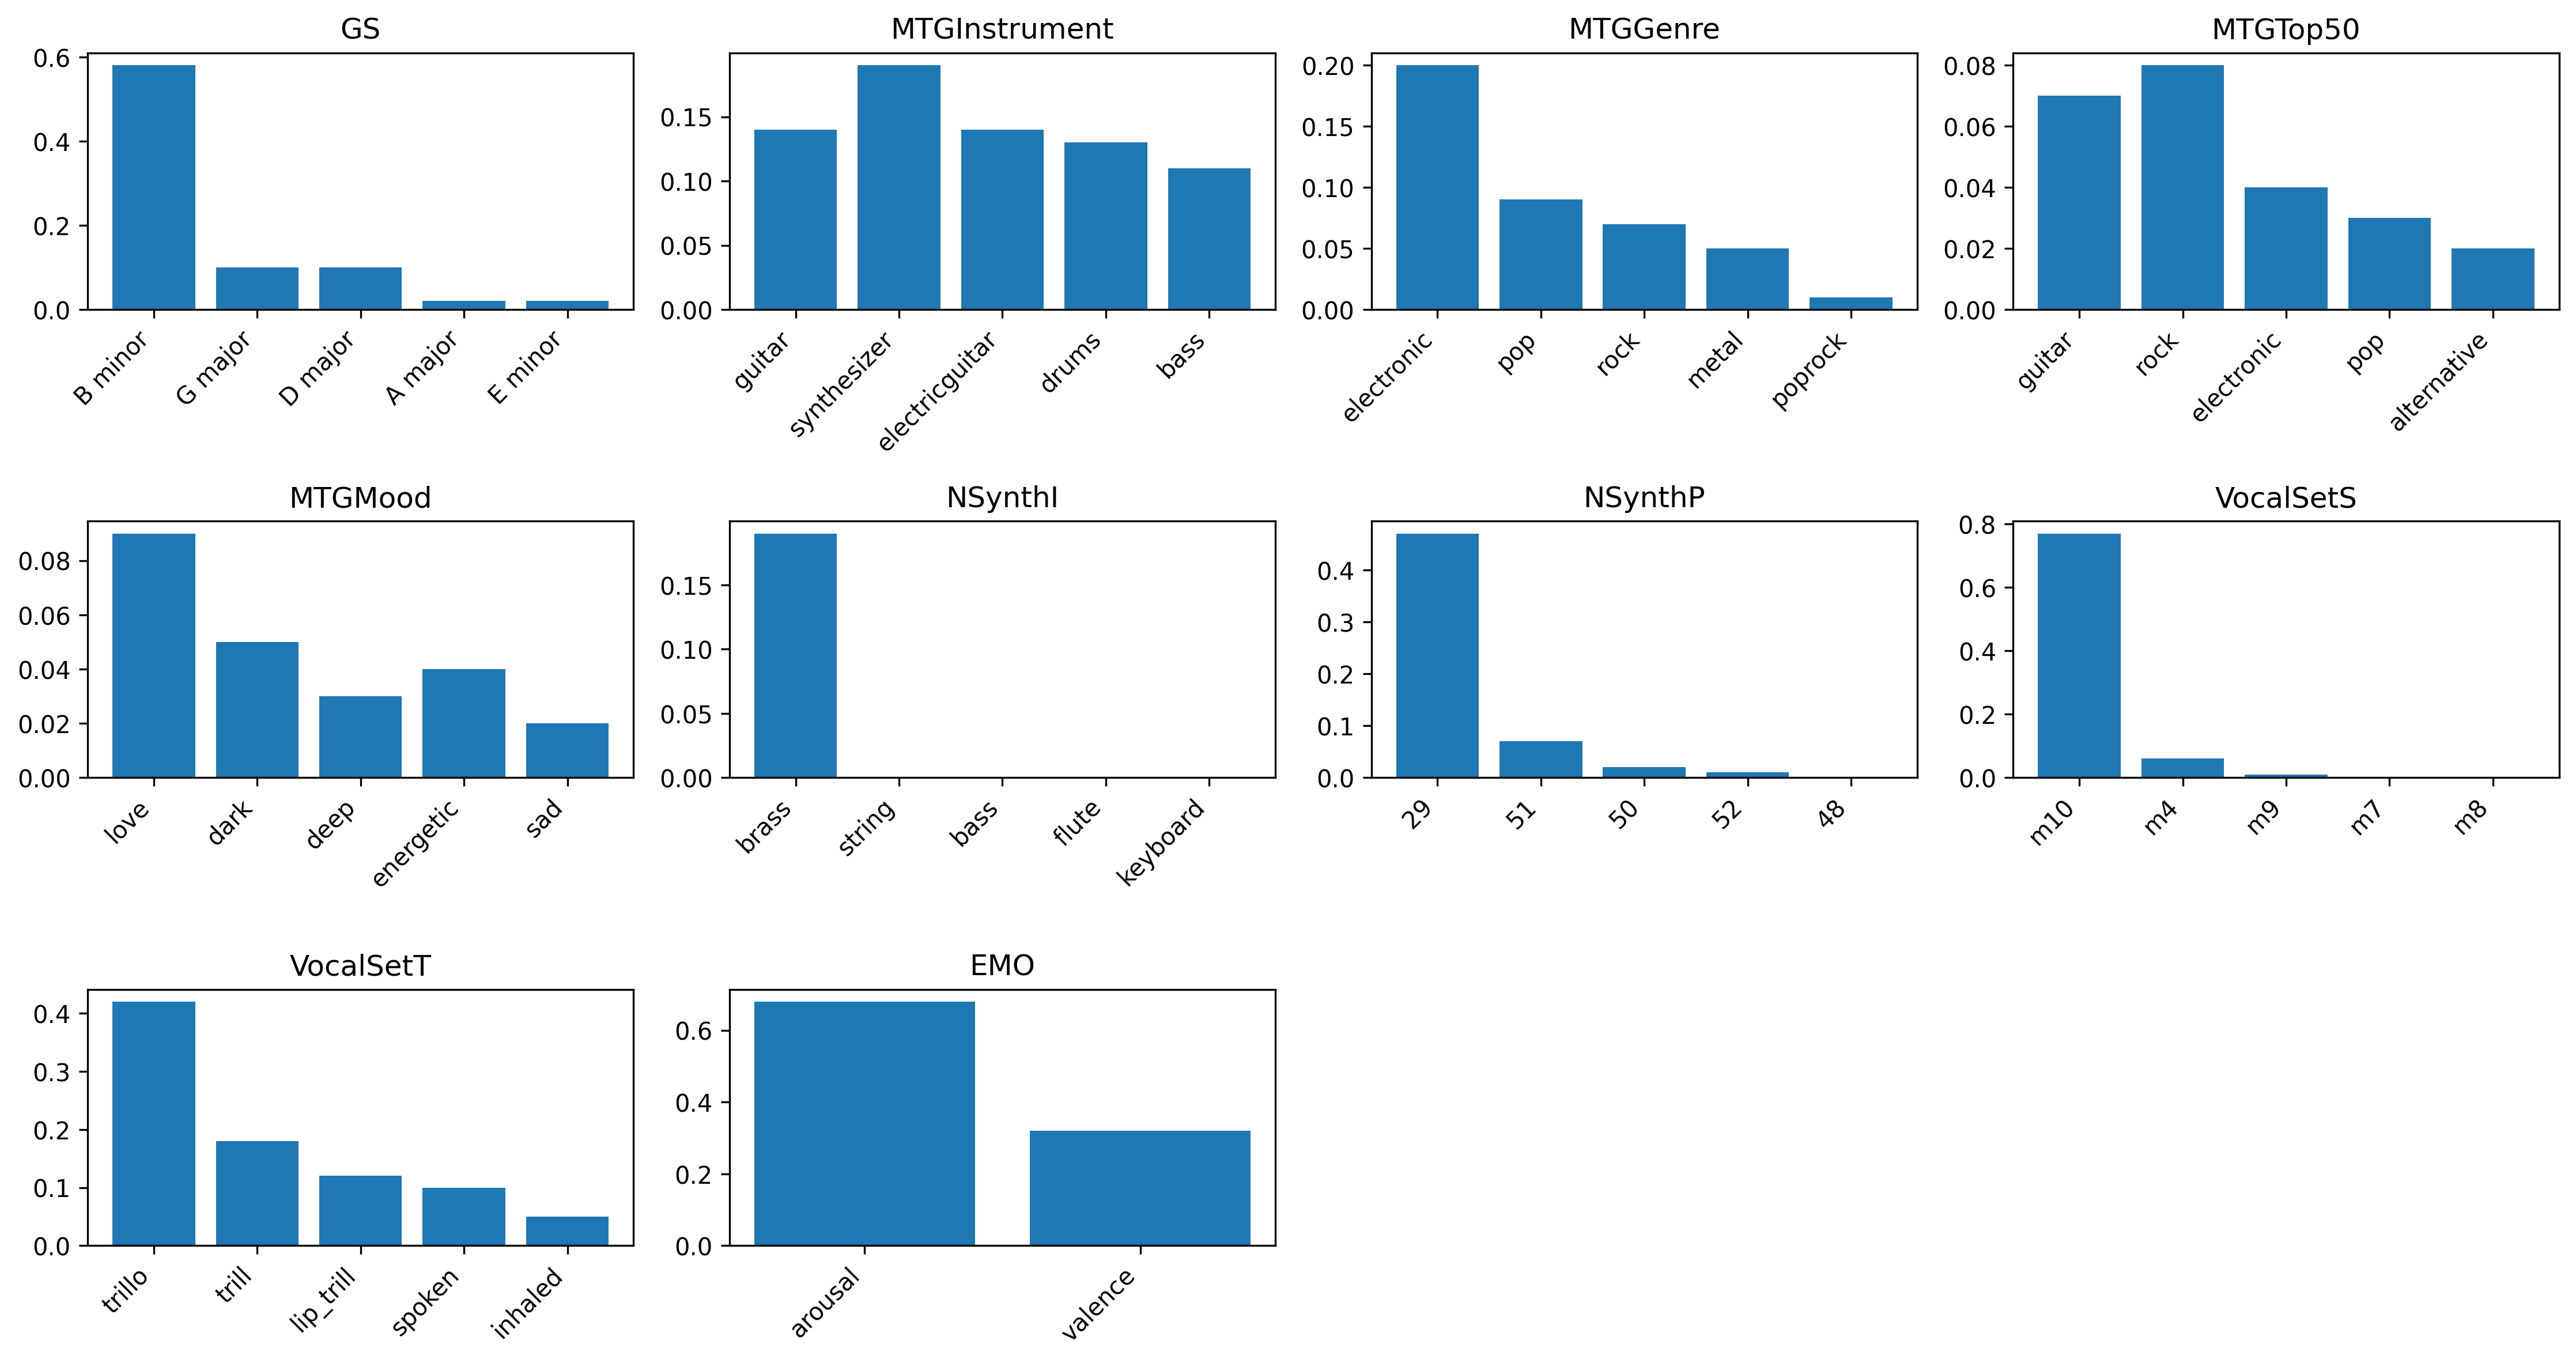 GS
0.6
0.4
0.2
0.0
B minor
G major
D major
A major
E minor
MTGInstrument
0.15
0.10
0.05
0.00
guitar
synthesizer
electricguitar
drums
bass
MTGGenre
0.20
0.15
0.10
0.05
0.00
electronic
pop
rock
metal
poprock
MTGTop50
0.08
0.06
0.04
0.02
0.00
guitar
rock
electronic
pop
alternative
MTGMood
0.08
0.06
0.04
0.02
0.00
love
dark
deep
energetic
sad
NSynthI
0.15
0.10
0.05
0.00
brass
string
bass
flute
keyboard
NSynthP
0.4
0.3
0.2
0.1
0.0
29
51
50
52
48
VocalSetS
0.8
0.6
0.4
0.2
0.0
m10
m4
m9
m7
m8
VocalSetT
0.4
0.3
0.2
0.1
0.0
trillo
trill
lip_trill
spoken
inhaled
EMO
0.6
0.4
0.2
0.0
arousal
valence